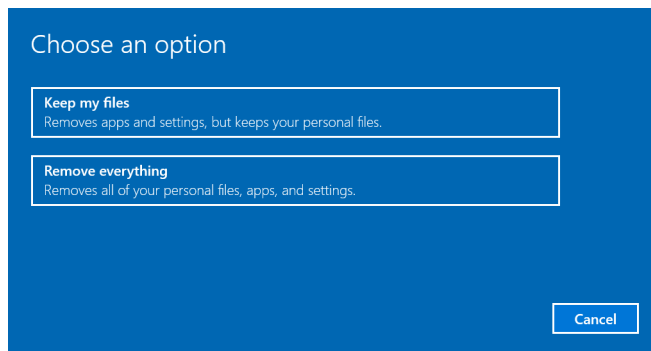 Choose an option
Keep my files
Removes apps and settings, but keeps your personal files.
Remove everything
Removes all of your personal files, apps, and settings.
Cancel